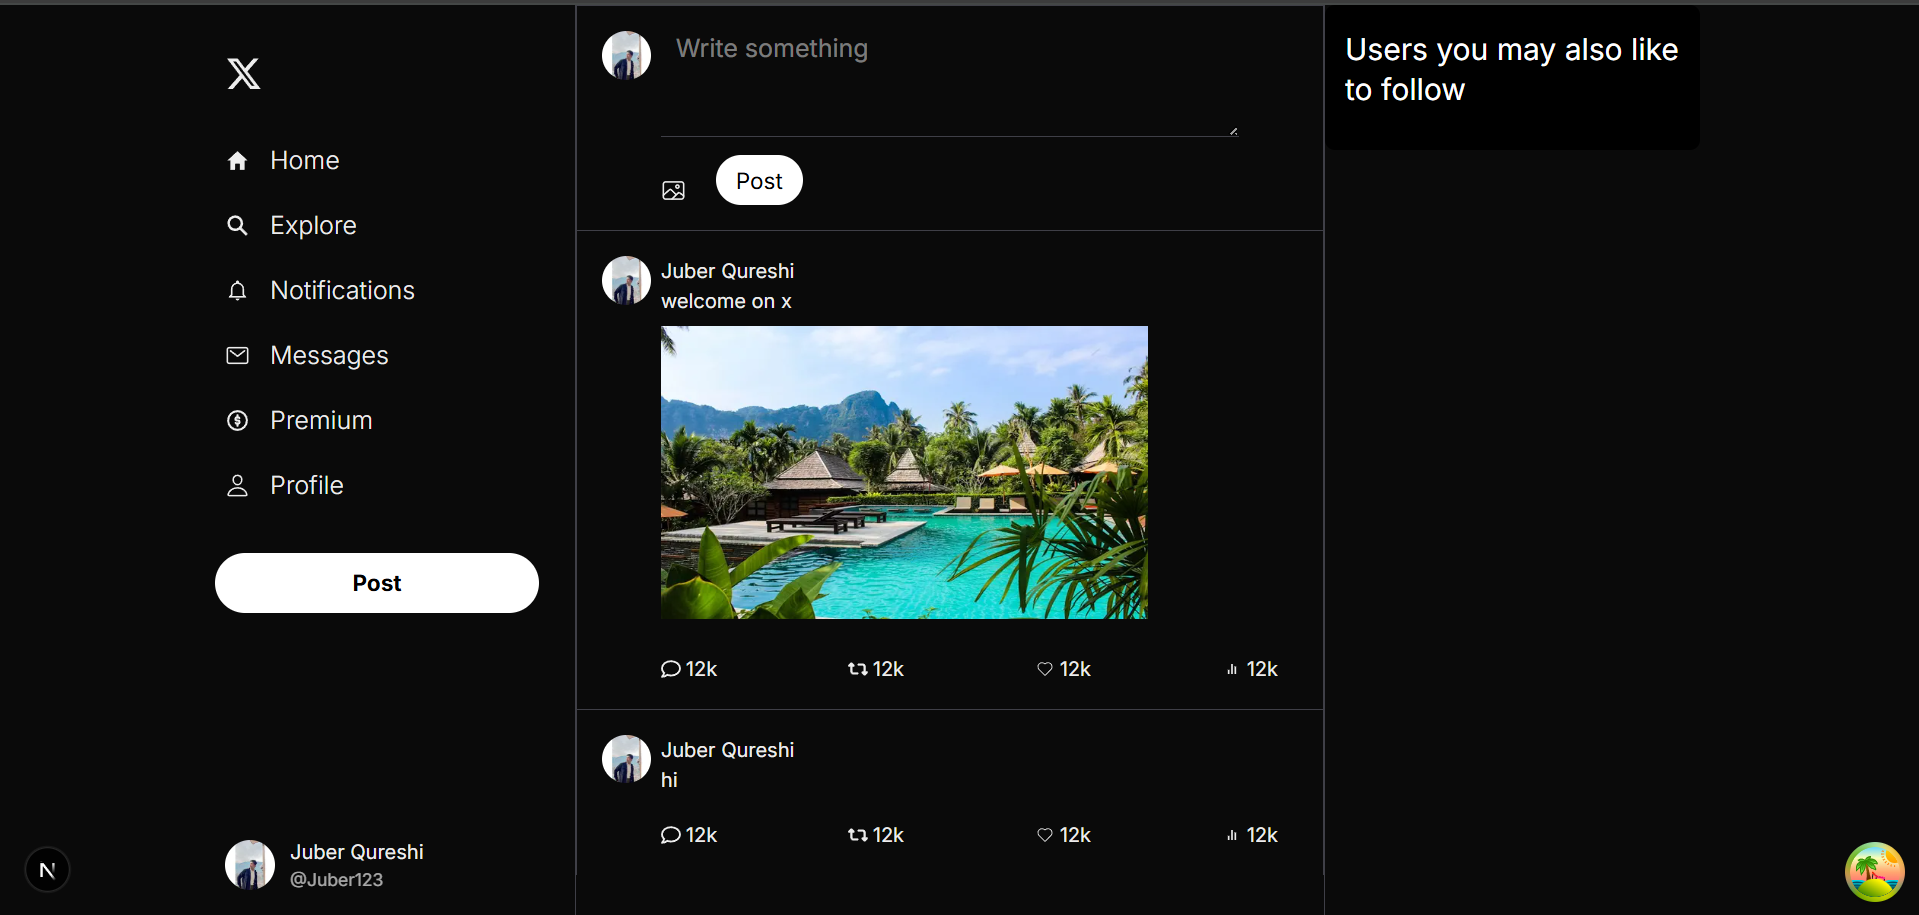 Home
Explore
Notifications
Messages
Premium
Profile
Post
Juber Qureshi
@Juber123
N
Write something
Post
Juber Qureshi
welcome on x
12k 12k 12k 12k
Juber Qureshi
hi
12k 12k 12k 12k
Users you may also like
to follow